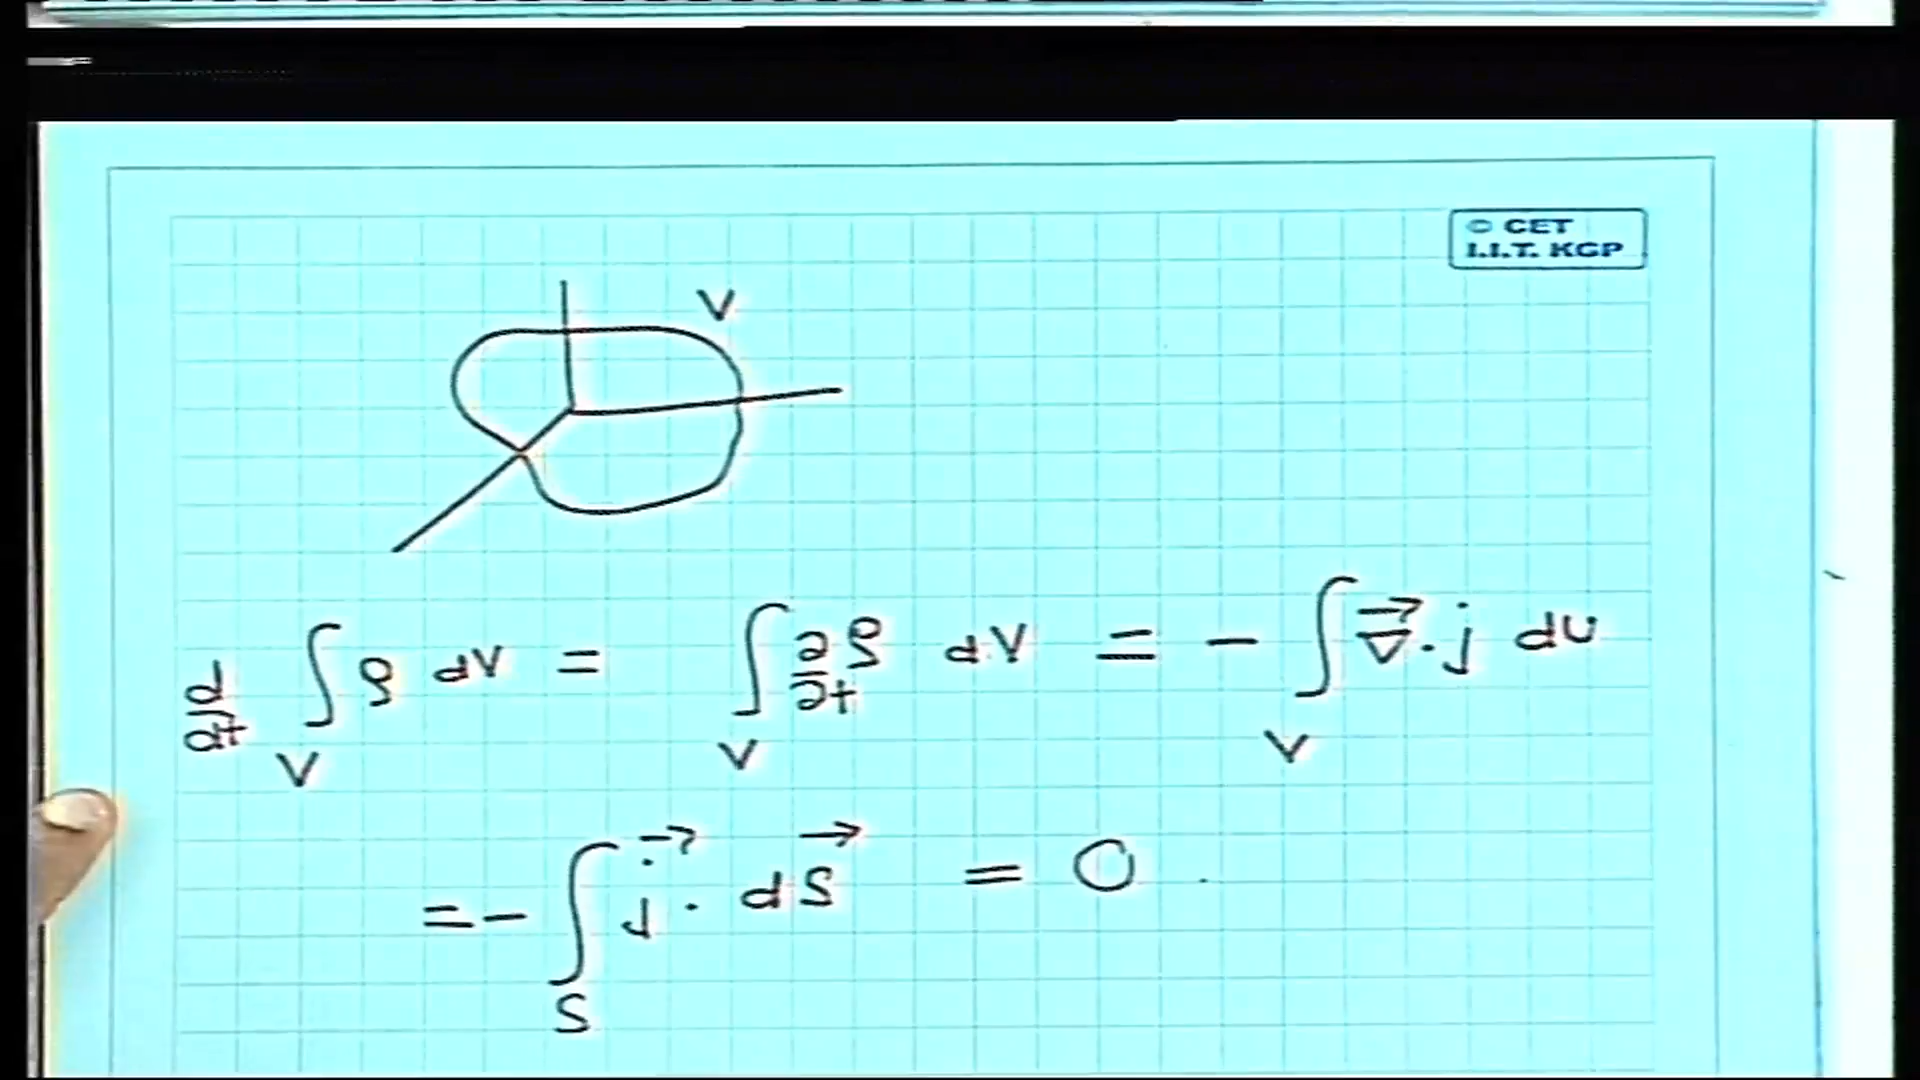 © CET
I.I.T. KGP
V
d/dt ∫_V ρ dV = ∫_V ∂ρ/∂t dV = - ∫_V ∇⃗.j dV
= - ∫_S j⃗ . dS⃗ = 0 .